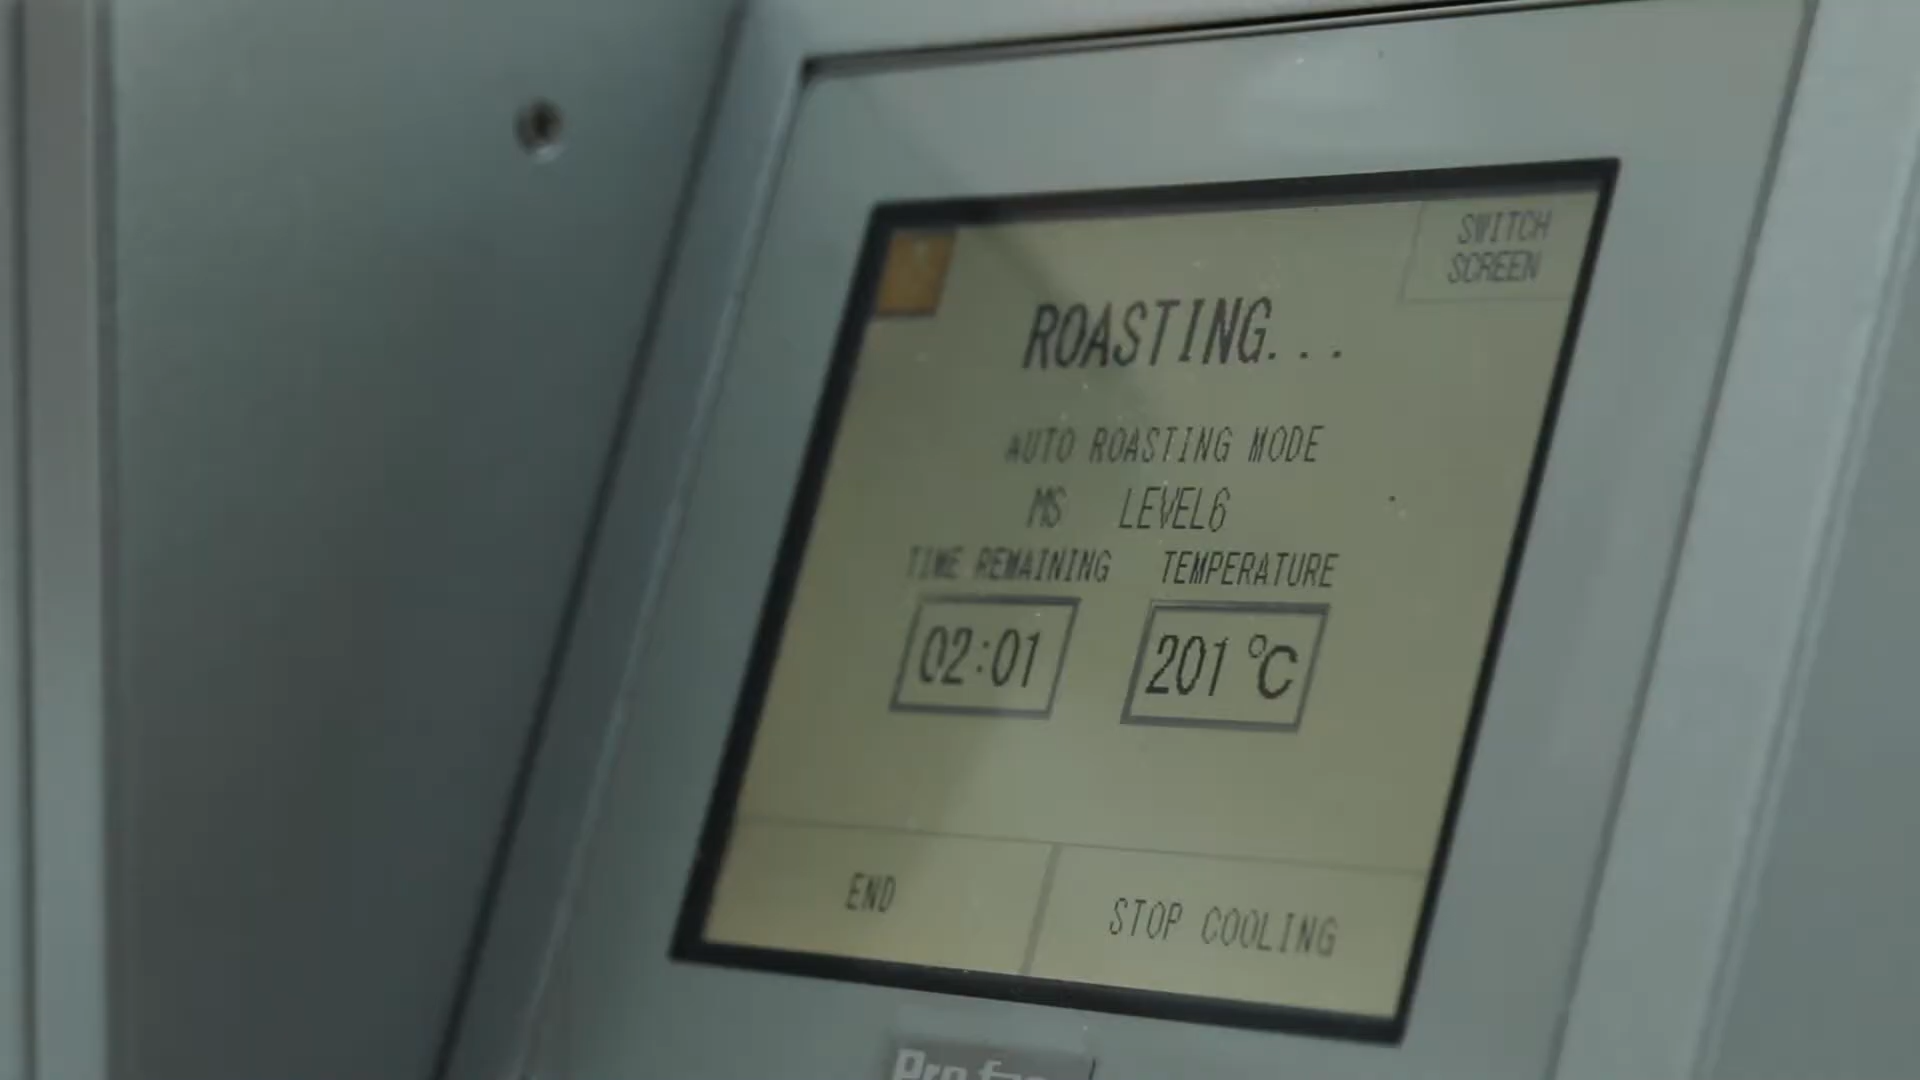 SWITCH
SCREEN
ROASTING...
AUTO ROASTING MODE
MS LEVEL6
TIME REMAINING TEMPERATURE
02:01 201 °C
END STOP COOLING